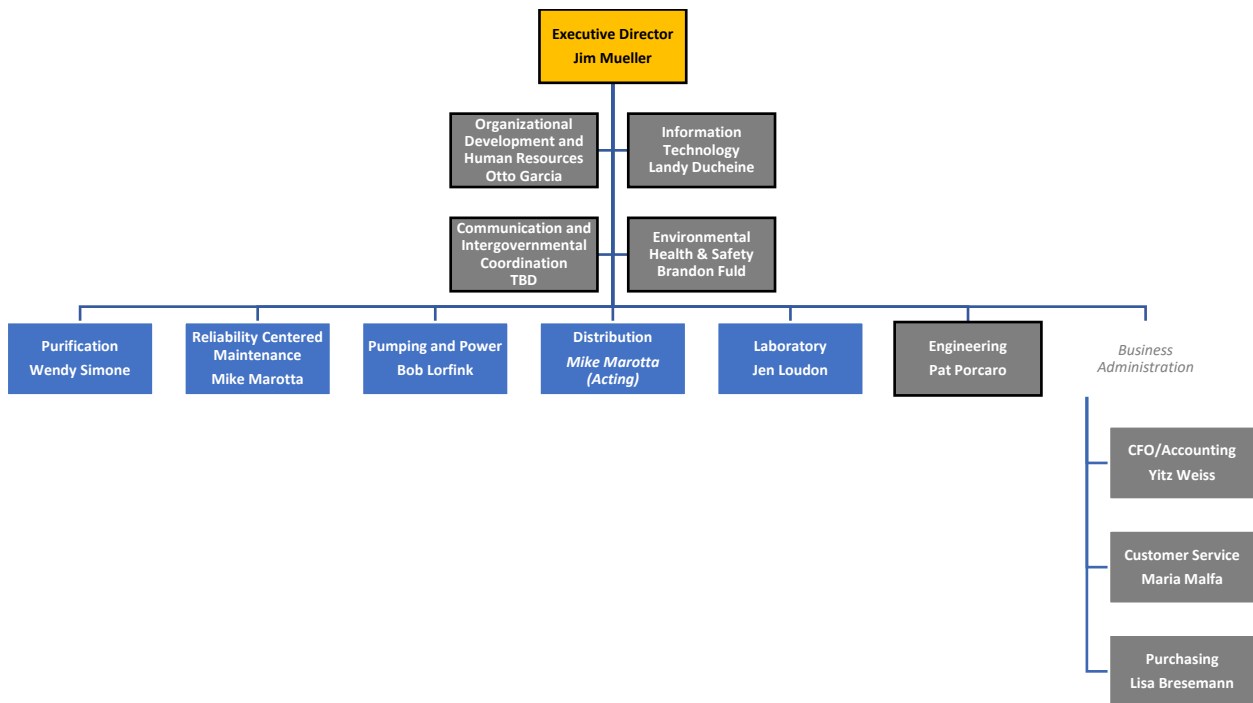 Executive Director
Jim Mueller
Organizational
Development and
Human Resources
Otto Garcia
Information
Technology
Landy Ducheine
Communication and
Intergovernmental
Coordination
TBD
Environmental
Health & Safety
Brandon Fuld
Purification
Wendy Simone
Reliability Centered
Maintenance
Mike Marotta
Pumping and Power
Bob Lorfink
Distribution
Mike Marotta
(Acting)
Laboratory
Jen Loudon
Engineering
Pat Porcaro
Business
Administration
CFO/Accounting
Yitz Weiss
Customer Service
Maria Malfa
Purchasing
Lisa Bresemann